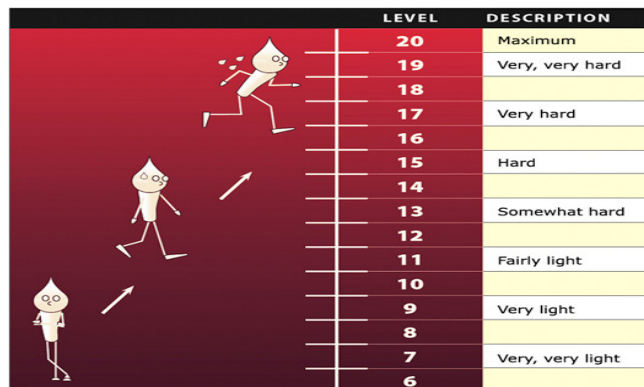 LEVEL DESCRIPTION
20 Maximum
19 Very, very hard
18
17 Very hard
16
15 Hard
14
13 Somewhat hard
12
11 Fairly light
10
9 Very light
8
7 Very, very light
6